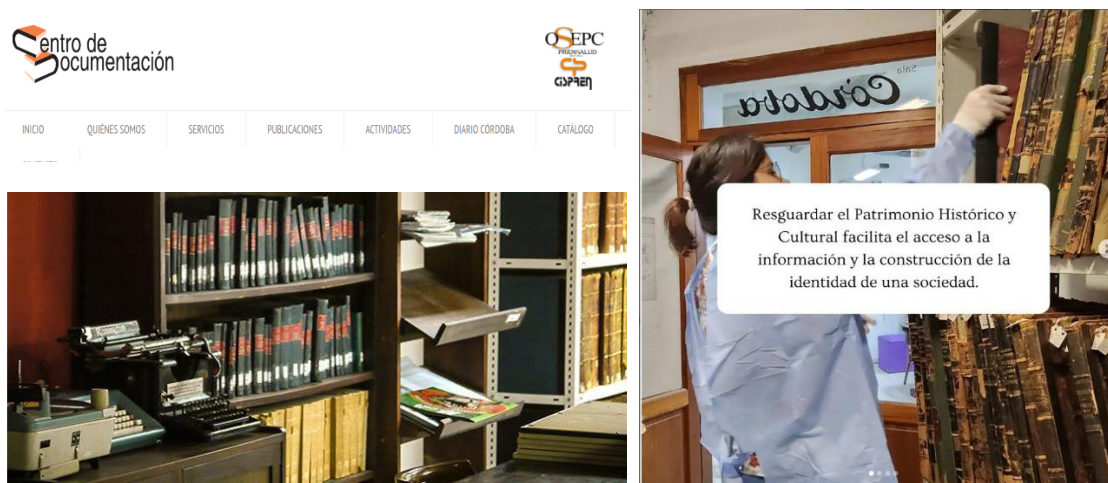 Centro de
Documentación
OSEPC
PRENSALUD
CISPREN
INICIO
QUIÉNES SOMOS
SERVICIOS
PUBLICACIONES
ACTIVIDADES
DIARIO CÓRDOBA
CATÁLOGO
Sala
Córdoba
Resguardar el Patrimonio Histórico y
Cultural facilita el acceso a la
información y la construcción de la
identidad de una sociedad.